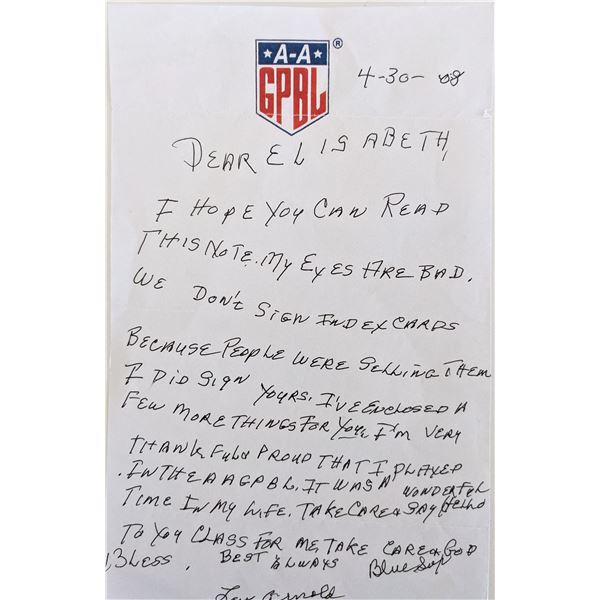 A-A
GPBL
®
4-30-08
DEAR ELISABETH,
I HOPE YOU CAN READ
THIS NOTE. MY EYES ARE BAD.
WE DON'T SIGN INDEX CARDS
BECAUSE PEOPLE WERE SELLING THEM
I DID SIGN YOURS, I'VE ENCLOSED A
FEW MORE THINGS FOR YOU, I'M VERY
THANKFUL & PROUD THAT I PLAYED
IN THE A A G P B L. IT WAS A WONDERFUL
TIME IN MY LIFE. TAKE CARE & SAY HELLO
TO YOU CLASS FOR ME, TAKE CARE & GOD
BLESS. BEST ALWAYS
Lou Arnold